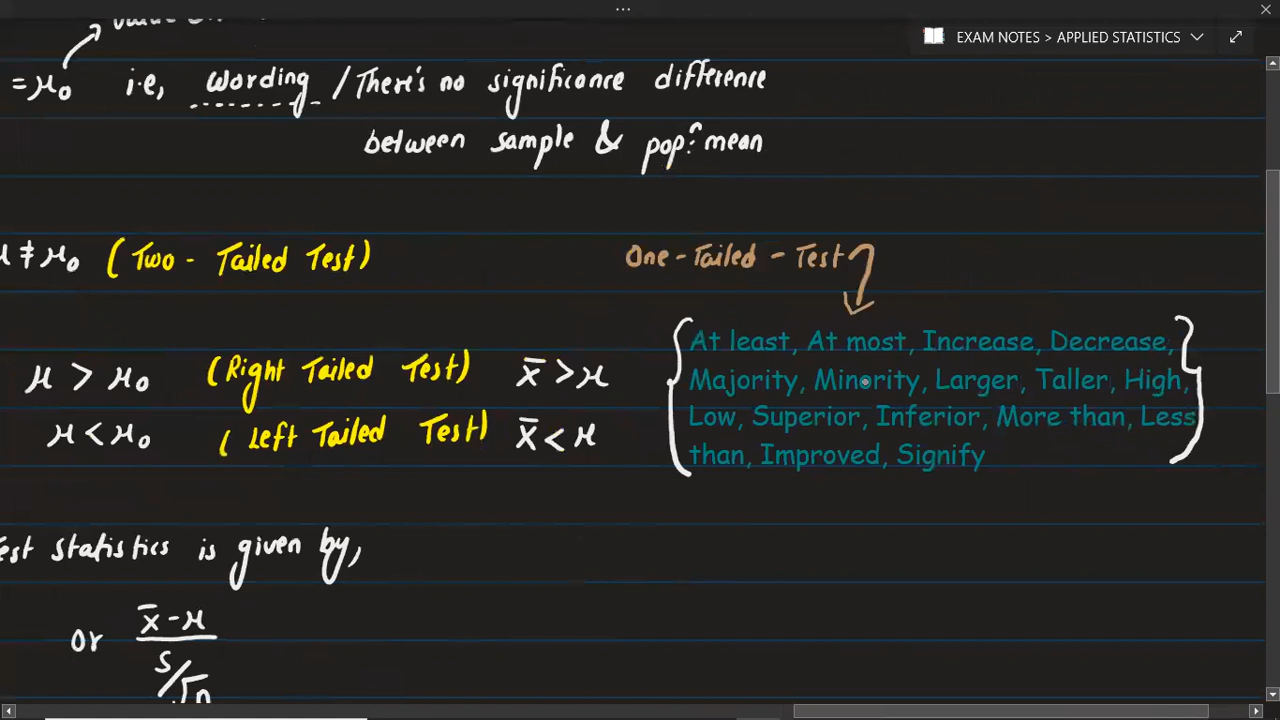 EXAM NOTES > APPLIED STATISTICS
= μ₀ i.e, wording / There's no significance difference
between sample & popⁿ mean
μ ≠ μ₀ (Two - Tailed Test)
One - Tailed - Test
At least, At most, Increase, Decrease,
Majority, Minority, Larger, Taller, High,
Low, Superior, Inferior, More than, Less
than, Improved, Signify
μ > μ₀ (Right Tailed Test) x̄ > μ
μ < μ₀ (Left Tailed Test) x̄ < μ
Test statistics is given by,
or x̄ - μ
s/√n